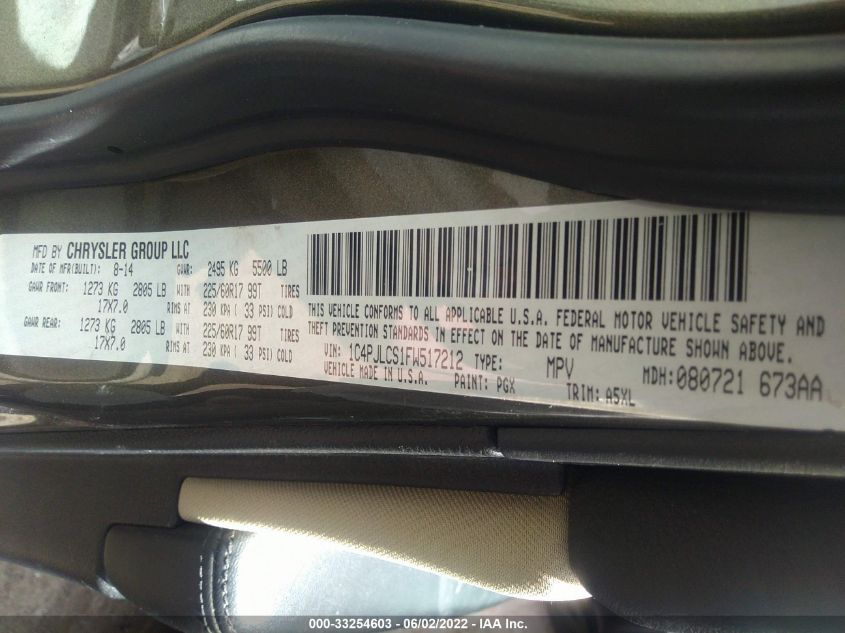 MFD BY CHRYSLER GROUP LLC
DATE OF MFR(BUILT): 8-14 GVWR: 2495 KG 5500 LB
GAWR FRONT: 1273 KG 2805 LB WITH 225/60R17 99T TIRES
17X7.0 RIMS AT 230 KPA ( 33 PSI) COLD
GAWR REAR: 1273 KG 2805 LB WITH 225/60R17 99T TIRES
17X7.0 RIMS AT 230 KPA ( 33 PSI) COLD
THIS VEHICLE CONFORMS TO ALL APPLICABLE U.S.A. FEDERAL MOTOR VEHICLE SAFETY AND
THEFT PREVENTION STANDARDS IN EFFECT ON THE DATE OF MANUFACTURE SHOWN ABOVE.
VIN: 1C4PJLCS1FW517212 TYPE: MPV MDH:080721 673AA
VEHICLE MADE IN U.S.A. PAINT: PGX TRIM: A5XL
000-33254603 - 06/02/2022 - IAA Inc.